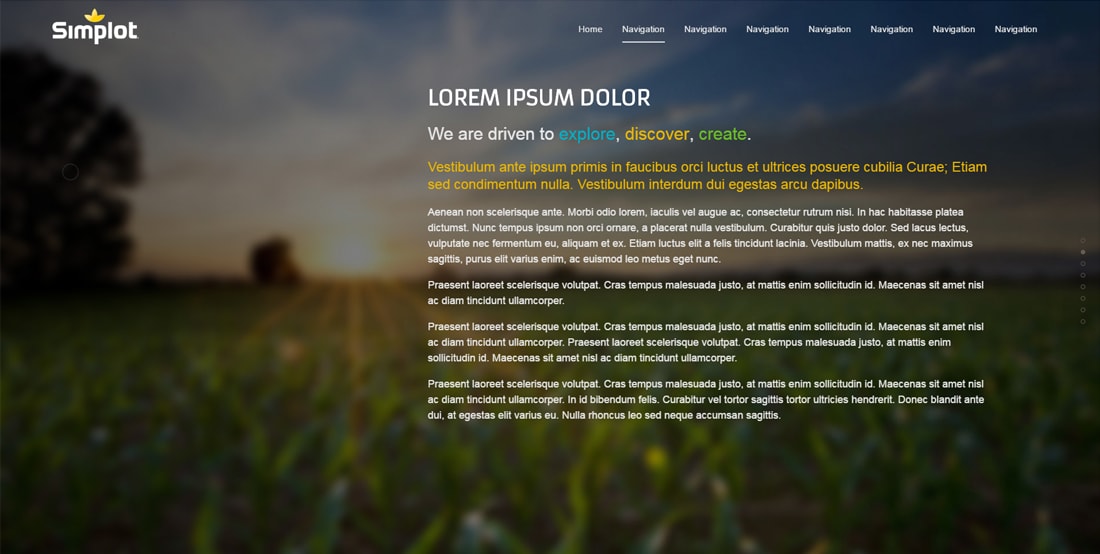 Simplot
Home Navigation Navigation Navigation Navigation Navigation Navigation Navigation
LOREM IPSUM DOLOR
We are driven to explore, discover, create.
Vestibulum ante ipsum primis in faucibus orci luctus et ultrices posuere cubilia Curae; Etiam
sed condimentum nulla. Vestibulum interdum dui egestas arcu dapibus.
Aenean non scelerisque ante. Morbi odio lorem, iaculis vel augue ac, consectetur rutrum nisi. In hac habitasse platea
dictumst. Nunc tempus ipsum non orci ornare, a placerat nulla vestibulum. Curabitur quis justo dolor. Sed lacus lectus,
vulputate nec fermentum eu, aliquam et ex. Etiam luctus elit a felis tincidunt lacinia. Vestibulum mattis, ex nec maximus
sagittis, purus elit varius enim, ac euismod leo metus eget nunc.
Praesent laoreet scelerisque volutpat. Cras tempus malesuada justo, at mattis enim sollicitudin id. Maecenas sit amet nisl
ac diam tincidunt ullamcorper.
Praesent laoreet scelerisque volutpat. Cras tempus malesuada justo, at mattis enim sollicitudin id. Maecenas sit amet nisl
ac diam tincidunt ullamcorper. Praesent laoreet scelerisque volutpat. Cras tempus malesuada justo, at mattis enim
sollicitudin id. Maecenas sit amet nisl ac diam tincidunt ullamcorper.
Praesent laoreet scelerisque volutpat. Cras tempus malesuada justo, at mattis enim sollicitudin id. Maecenas sit amet nisl
ac diam tincidunt ullamcorper. In id bibendum felis. Curabitur vel tortor sagittis tortor ultricies hendrerit. Donec blandit ante
dui, at egestas elit varius eu. Nulla rhoncus leo sed neque accumsan sagittis.